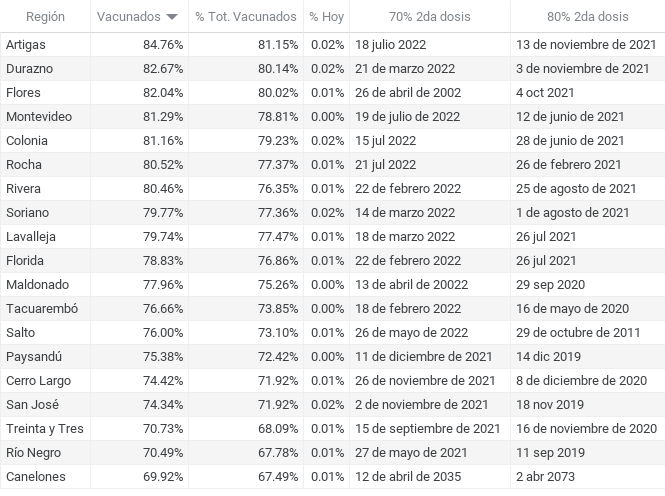 Región Vacunados % Tot. Vacunados % Hoy 70% 2da dosis 80% 2da dosis
Artigas 84.76% 81.15% 0.02% 18 julio 2022 13 de noviembre de 2021
Durazno 82.67% 80.14% 0.02% 21 de marzo 2022 3 de noviembre de 2021
Flores 82.04% 80.02% 0.01% 26 de abril de 2002 4 oct 2021
Montevideo 81.29% 78.81% 0.00% 19 de julio de 2022 12 de junio de 2021
Colonia 81.16% 79.23% 0.02% 15 jul 2022 28 de junio de 2021
Rocha 80.52% 77.37% 0.01% 21 jul 2022 26 de febrero 2021
Rivera 80.46% 76.35% 0.01% 22 de febrero 2022 25 de agosto de 2021
Soriano 79.77% 77.36% 0.02% 14 de marzo 2022 1 de agosto de 2021
Lavalleja 79.74% 77.47% 0.01% 18 de marzo 2022 26 jul 2021
Florida 78.83% 76.86% 0.01% 22 de febrero 2022 26 jul 2021
Maldonado 77.96% 75.26% 0.00% 13 de abril de 20022 29 sep 2020
Tacuarembó 76.66% 73.85% 0.00% 18 de febrero 2022 16 de mayo de 2020
Salto 76.00% 73.10% 0.01% 26 de mayo de 2022 29 de octubre de 2011
Paysandú 75.38% 72.42% 0.00% 11 de diciembre de 2021 14 dic 2019
Cerro Largo 74.42% 71.92% 0.01% 26 de noviembre de 2021 8 de diciembre de 2020
San José 74.34% 71.92% 0.02% 2 de noviembre de 2021 18 nov 2019
Treinta y Tres 70.73% 68.09% 0.01% 15 de septiembre de 2021 16 de noviembre de 2020
Río Negro 70.49% 67.78% 0.01% 27 de mayo de 2021 11 sep 2019
Canelones 69.92% 67.49% 0.01% 12 de abril de 2035 2 abr 2073